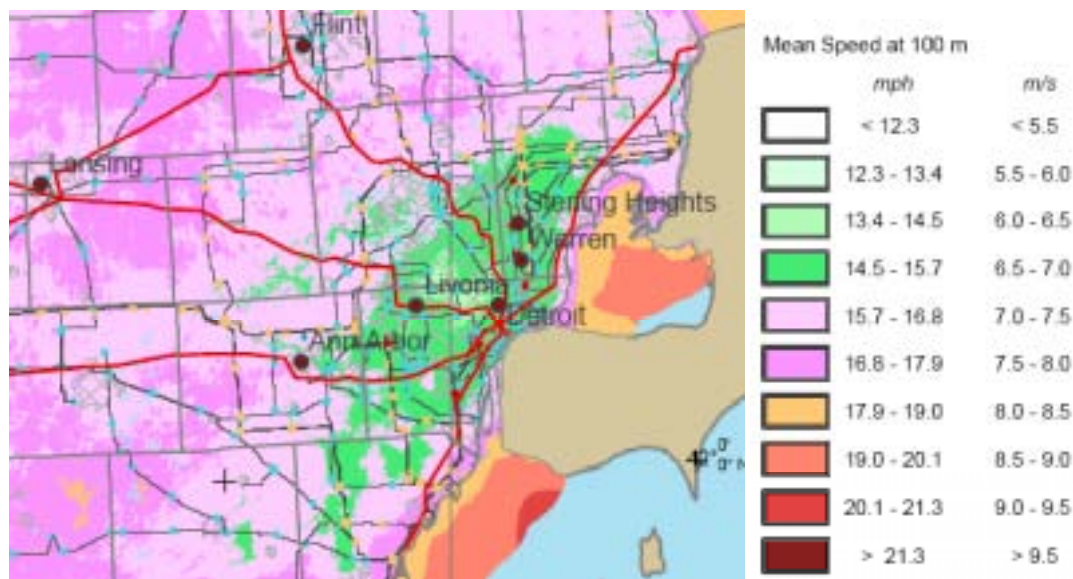 Flint
Lansing
Sterling Heights
Warren
Livonia
Detroit
Ann Arbor
Mean Speed at 100 m
mph m/s
< 12.3 < 5.5
12.3 - 13.4 5.5 - 6.0
13.4 - 14.5 6.0 - 6.5
14.5 - 15.7 6.5 - 7.0
15.7 - 16.8 7.0 - 7.5
16.8 - 17.9 7.5 - 8.0
17.9 - 19.0 8.0 - 8.5
19.0 - 20.1 8.5 - 9.0
20.1 - 21.3 9.0 - 9.5
> 21.3 > 9.5